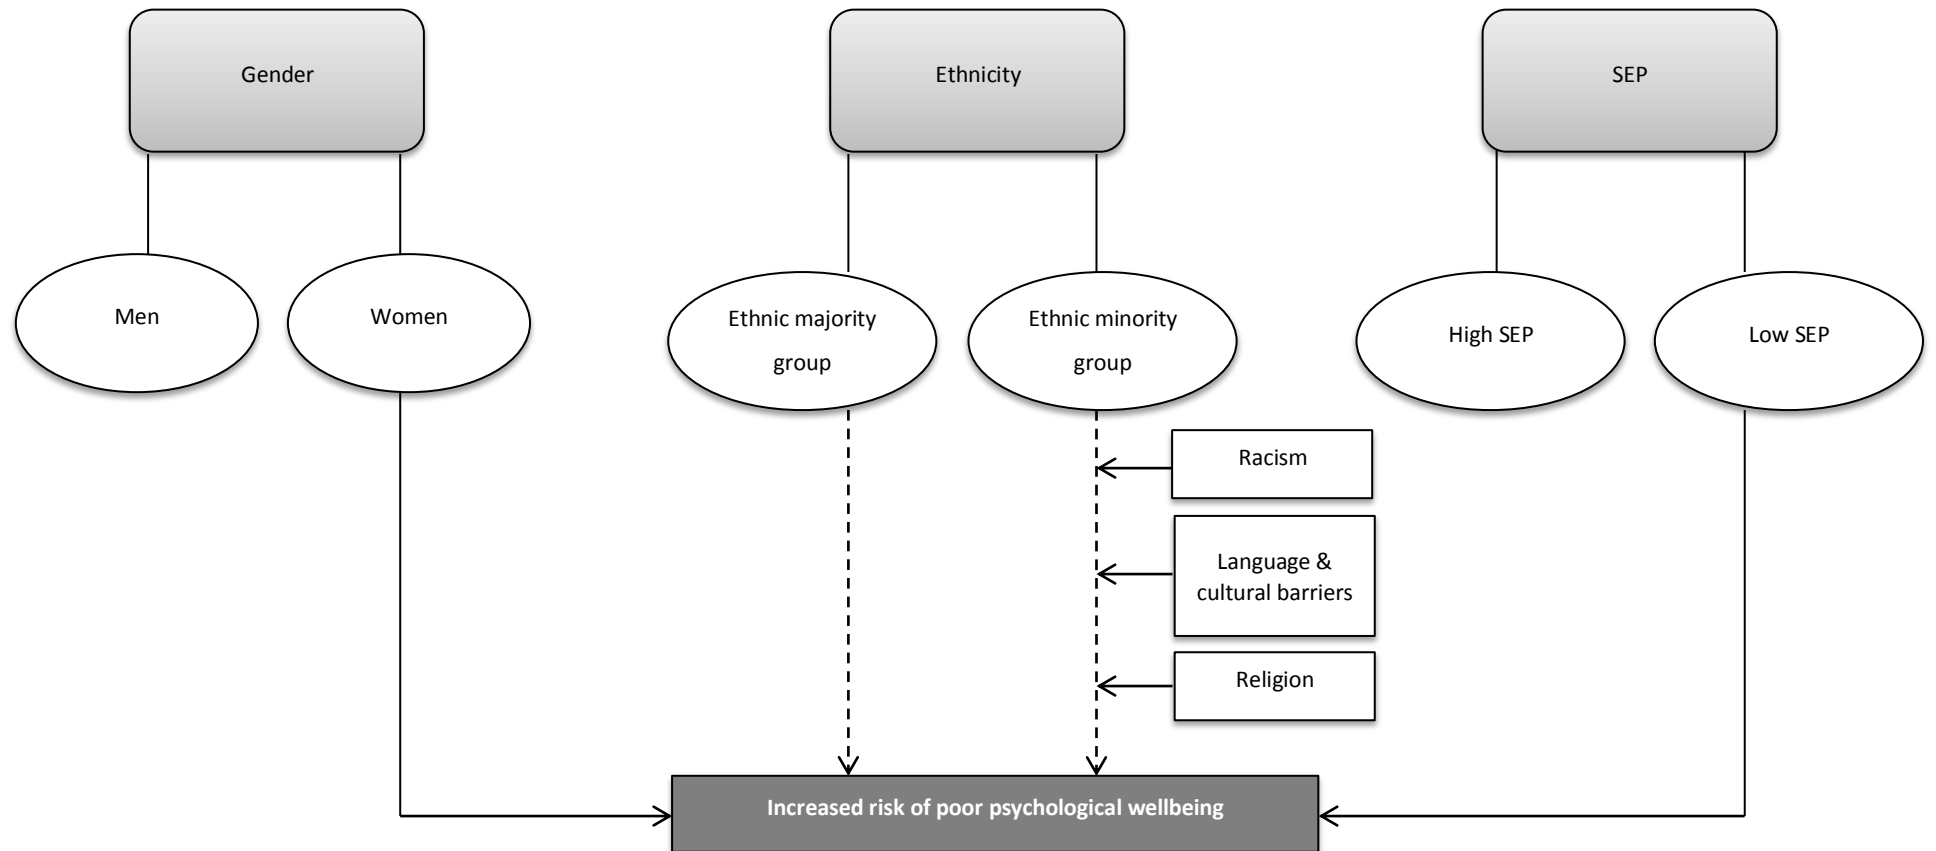 Gender
Ethnicity
SEP
Men
Women
Ethnic majority
group
Ethnic minority
group
High SEP
Low SEP
Racism
Language &
cultural barriers
Religion
Increased risk of poor psychological wellbeing